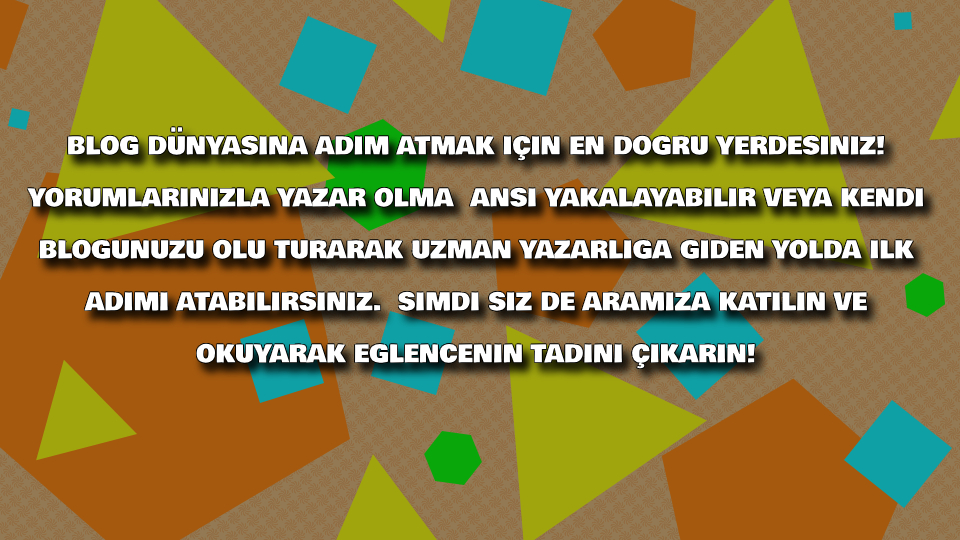 BLOG DÜNYASINA ADIM ATMAK IÇIN EN DOGRU YERDESINIZ!
YORUMLARINIZLA YAZAR OLMA  ANSI YAKALAYABILIR VEYA KENDI
BLOGUNUZU OLU TURARAK UZMAN YAZARLIGA GIDEN YOLDA ILK
ADIMI ATABILIRSINIZ.  SIMDI SIZ DE ARAMIZA KATILIN VE
OKUYARAK EGLENCENIN TADINI ÇIKARIN!